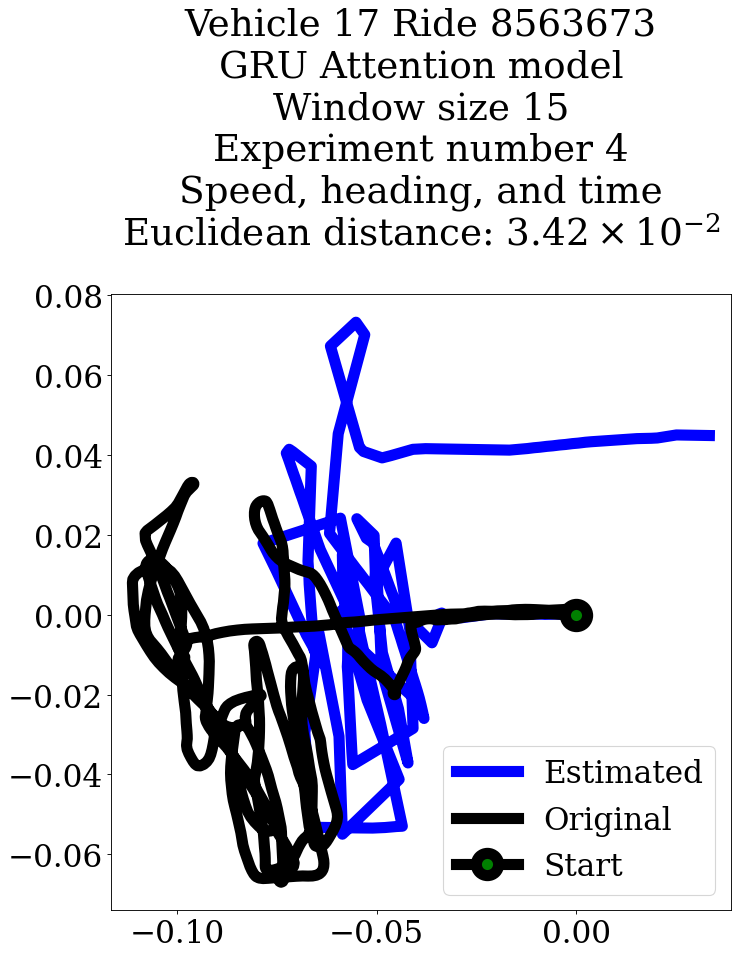 Vehicle 17 Ride 8563673
GRU Attention model
Window size 15
Experiment number 4
Speed, heading, and time
Euclidean distance: 3.42 × 10⁻²
0.08
0.06
0.04
0.02
0.00
−0.02
−0.04
−0.06
Estimated
Original
Start
−0.10 −0.05 0.00